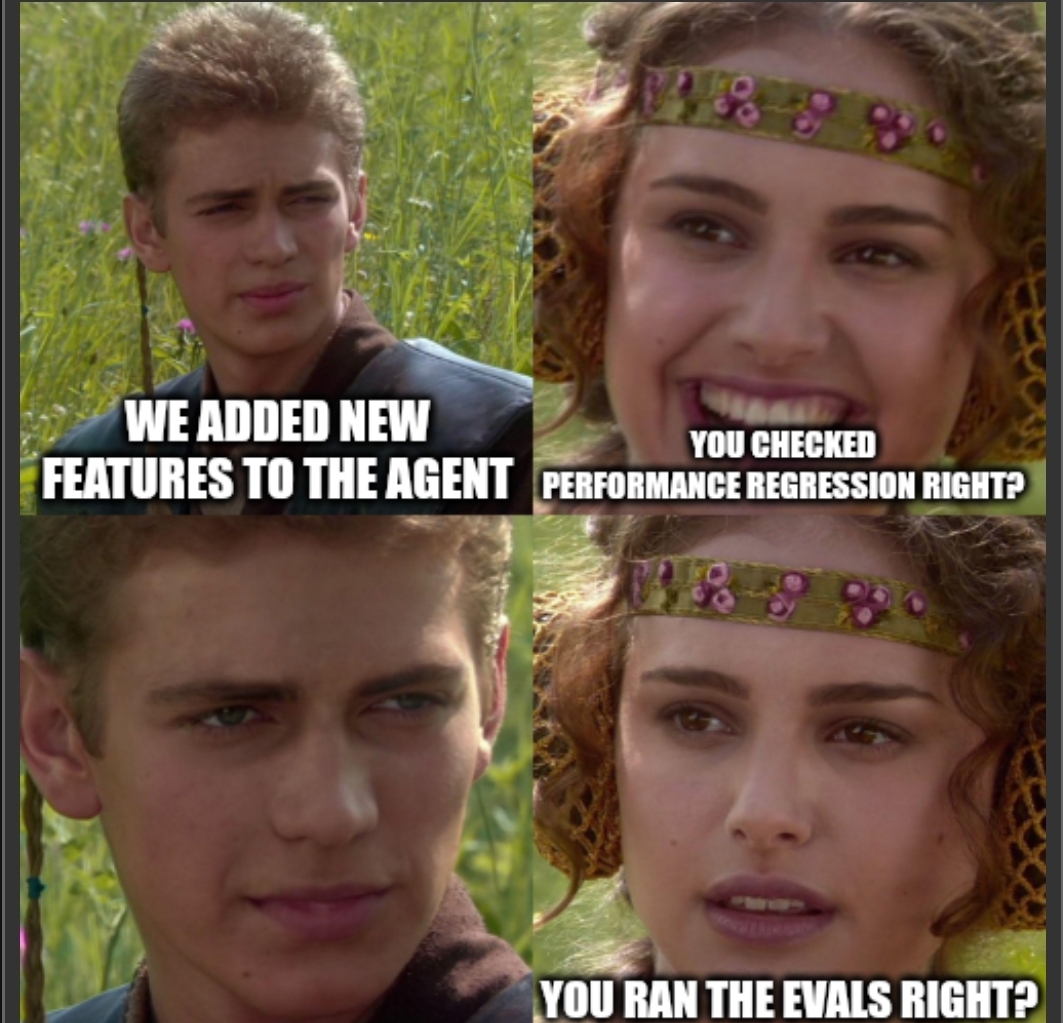 WE ADDED NEW
FEATURES TO THE AGENT
YOU CHECKED
PERFORMANCE REGRESSION RIGHT?
YOU RAN THE EVALS RIGHT?